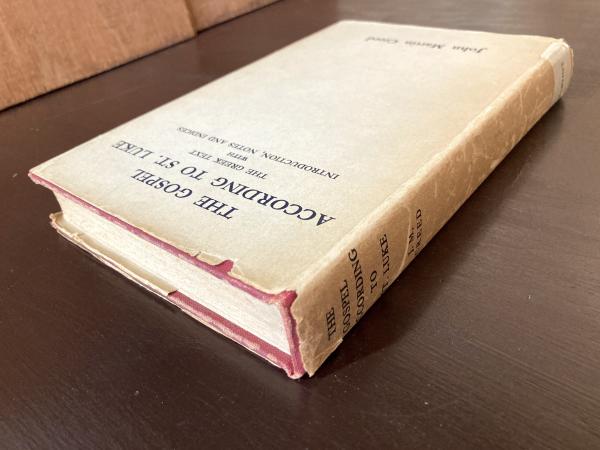 THE GOSPEL
ACCORDING TO ST. LUKE
THE GREEK TEXT
WITH
INTRODUCTION, NOTES AND INDICES
John Martin Creed
THE
GOSPEL
ACCORDING
TO
LUKE
J. M.
CREED